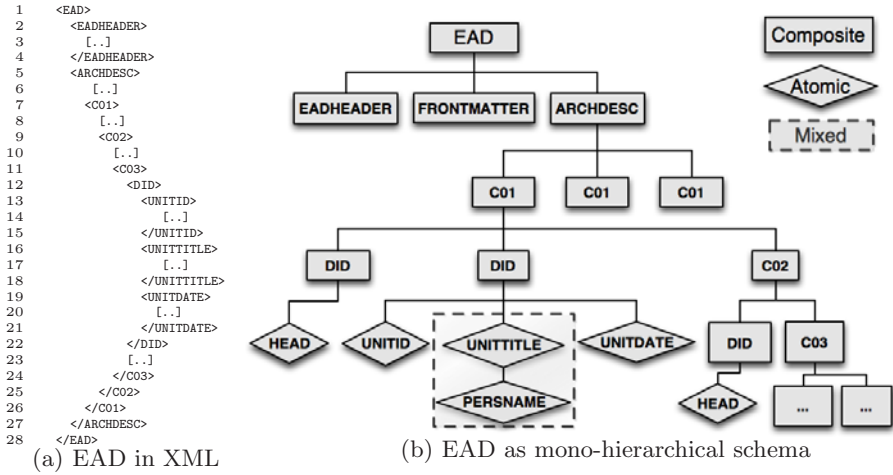 1 <EAD>
2 <EADHEADER>
3 [..]
4 </EADHEADER>
5 <ARCHDESC>
6 [..]
7 <C01>
8 [..]
9 <C02>
10 [..]
11 <C03>
12 <DID>
13 <UNITID>
14 [..]
15 </UNITID>
16 <UNITTITLE>
17 [..]
18 </UNITTITLE>
19 <UNITDATE>
20 [..]
21 </UNITDATE>
22 </DID>
23 [..]
24 </C03>
25 </C02>
26 </C01>
27 </ARCHDESC>
28 </EAD>
(a) EAD in XML
EAD
EADHEADER FRONTMATTER ARCHDESC
C01 C01 C01
DID DID C02
HEAD UNITID UNITTITLE UNITDATE DID C03
PERSNAME HEAD ... ...
Composite
Atomic
Mixed
(b) EAD as mono-hierarchical schema